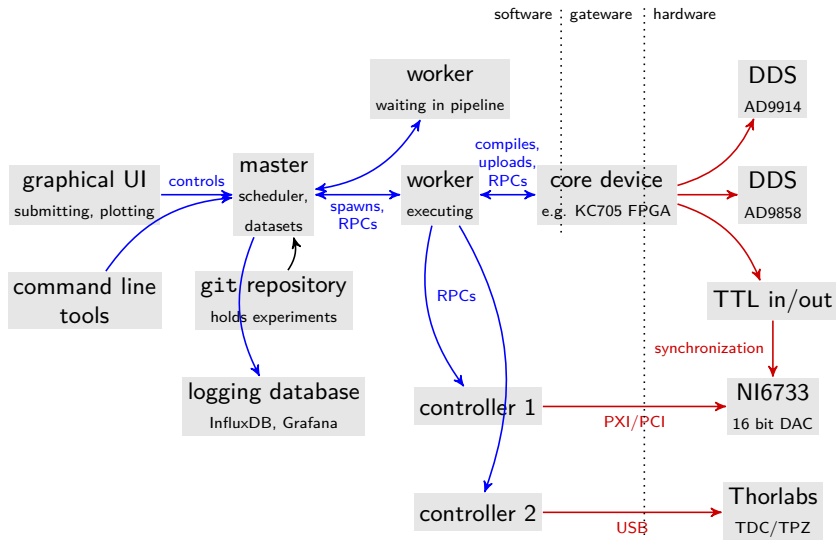 software
gateware
hardware
worker
waiting in pipeline
DDS
AD9914
graphical UI
submitting, plotting
controls
master
scheduler,
datasets
spawns,
RPCs
worker
executing
compiles,
uploads,
RPCs
core device
e.g. KC705 FPGA
DDS
AD9858
command line
tools
git repository
holds experiments
RPCs
TTL in/out
synchronization
logging database
InfluxDB, Grafana
controller 1
PXI/PCI
NI6733
16 bit DAC
controller 2
USB
Thorlabs
TDC/TPZ